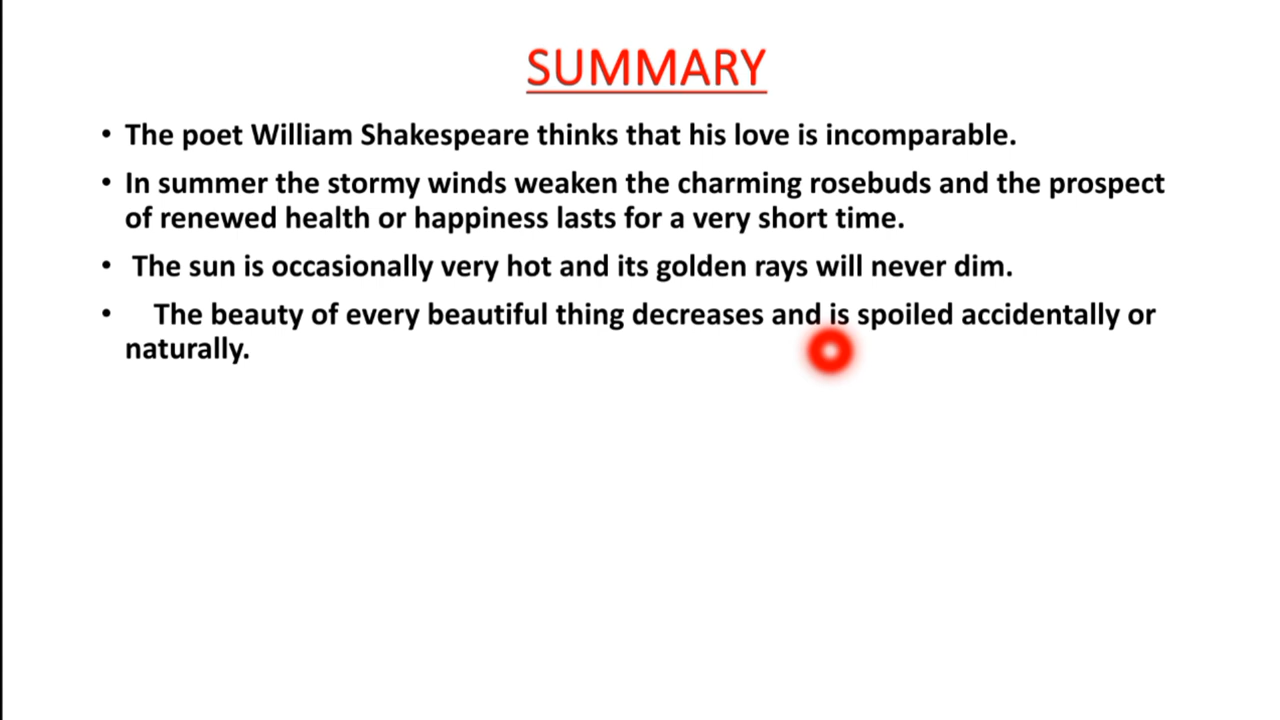 SUMMARY
• The poet William Shakespeare thinks that his love is incomparable.
• In summer the stormy winds weaken the charming rosebuds and the prospect
of renewed health or happiness lasts for a very short time.
• The sun is occasionally very hot and its golden rays will never dim.
• The beauty of every beautiful thing decreases and is spoiled accidentally or
naturally.